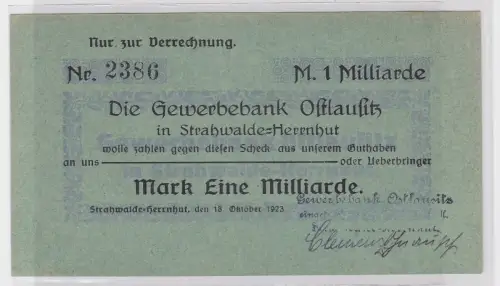 Nur zur Verrechnung.
Nr. 2386 M. 1 Milliarde
Die Gewerbebank Ostlausitz
in Strahwalde=Herrnhut
wolle zahlen gegen diesen Scheck aus unserem Guthaben
an uns oder Ueberbringer
Mark Eine Milliarde.
Gewerbebank Ostlausitz
Strahwalde-Herrnhut, den 18. Oktober 1923.